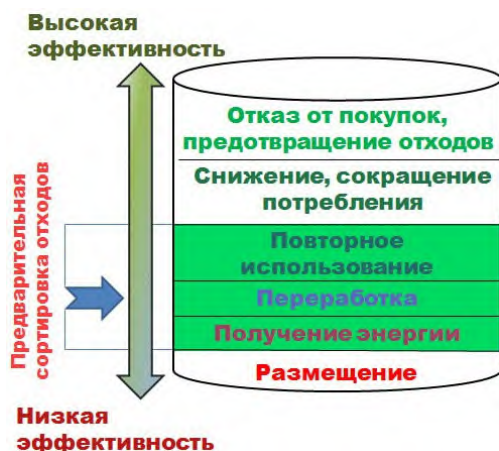 Высокая
эффективность
Предварительная
сортировка отходов
Отказ от покупок,
предотвращение отходов
Снижение, сокращение
потребления
Повторное
использование
Переработка
Получение энергии
Размещение
Низкая
эффективность